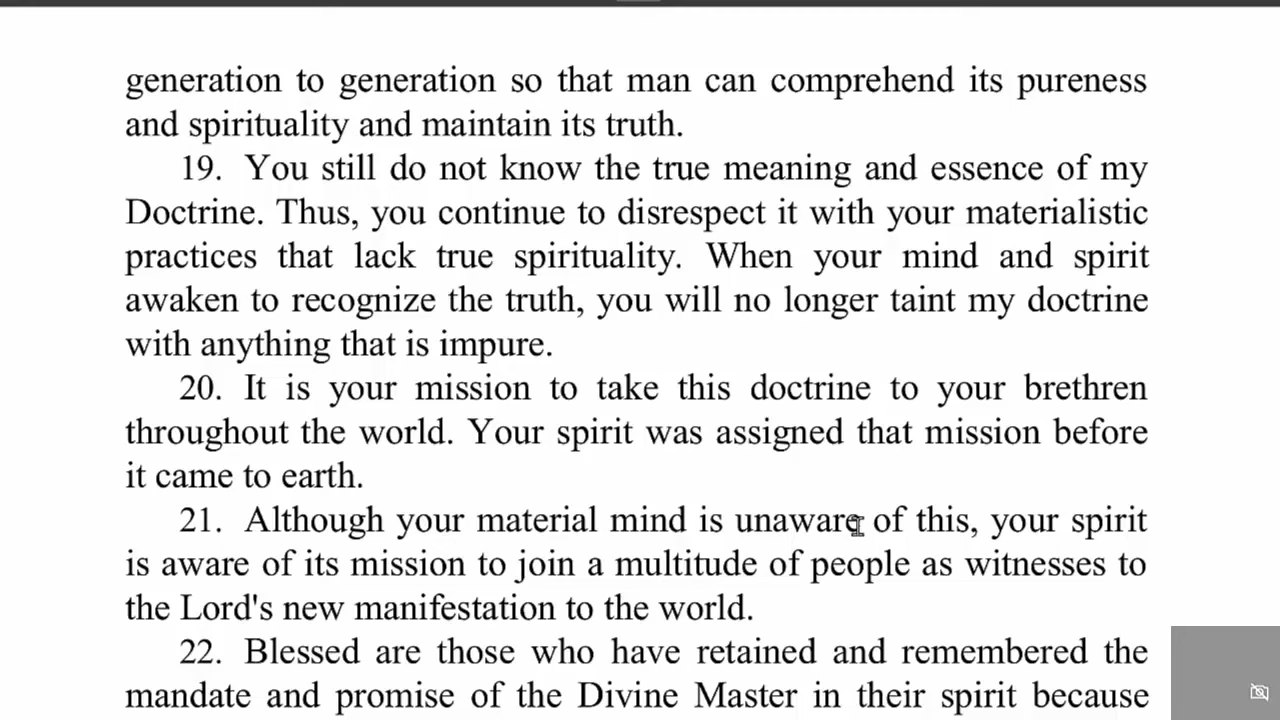 generation to generation so that man can comprehend its pureness
and spirituality and maintain its truth.
19. You still do not know the true meaning and essence of my
Doctrine. Thus, you continue to disrespect it with your materialistic
practices that lack true spirituality. When your mind and spirit
awaken to recognize the truth, you will no longer taint my doctrine
with anything that is impure.
20. It is your mission to take this doctrine to your brethren
throughout the world. Your spirit was assigned that mission before
it came to earth.
21. Although your material mind is unaware of this, your spirit
is aware of its mission to join a multitude of people as witnesses to
the Lord's new manifestation to the world.
22. Blessed are those who have retained and remembered the
mandate and promise of the Divine Master in their spirit because